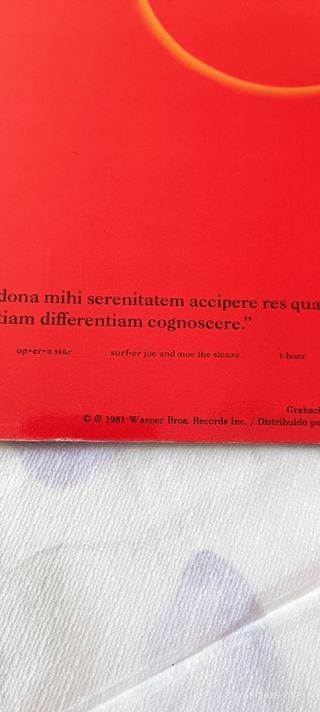 dona mihi serenitatem accipere res qua
tiam differentiam cognoscere.”
op•er•a star surf•er joe and moe the sleaze t-bone
Grabaci
© ℗ 1981 Warner Bros. Records Inc. / Distribuido po